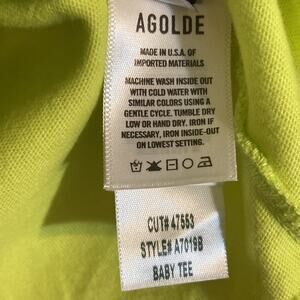 AGOLDE
MADE IN U.S.A. OF
IMPORTED MATERIALS
MACHINE WASH INSIDE OUT
WITH COLD WATER WITH
SIMILAR COLORS USING A
GENTLE CYCLE. TUMBLE DRY
LOW OR HAND DRY. IRON IF
NECESSARY, IRON INSIDE-OUT
ON LOWEST SETTING.
CUT# 47553
STYLE# A7019B
BABY TEE